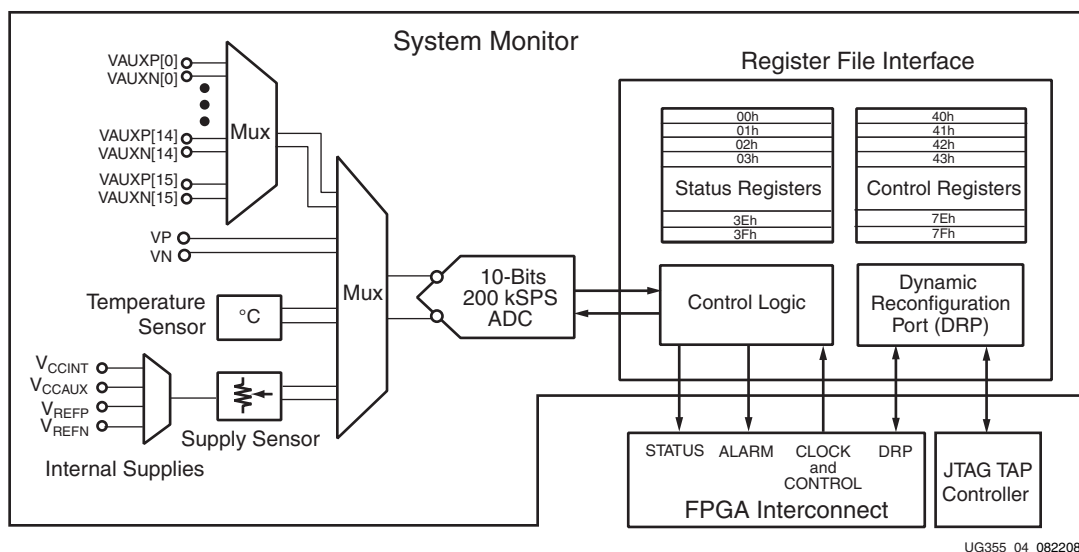 System Monitor
VAUXP[0]
VAUXN[0]
VAUXP[14]
VAUXN[14]
VAUXP[15]
VAUXN[15]
Mux
VP
VN
Temperature
Sensor
°C
VCCINT
VCCAUX
VREFP
VREFN
Supply Sensor
Internal Supplies
Mux
10-Bits
200 kSPS
ADC
Register File Interface
00h
01h
02h
03h
Status Registers
3Eh
3Fh
40h
41h
42h
43h
Control Registers
7Eh
7Fh
Control Logic
Dynamic
Reconfiguration
Port (DRP)
STATUS
ALARM
CLOCK
and
CONTROL
DRP
FPGA Interconnect
JTAG TAP
Controller
UG355_04_082208